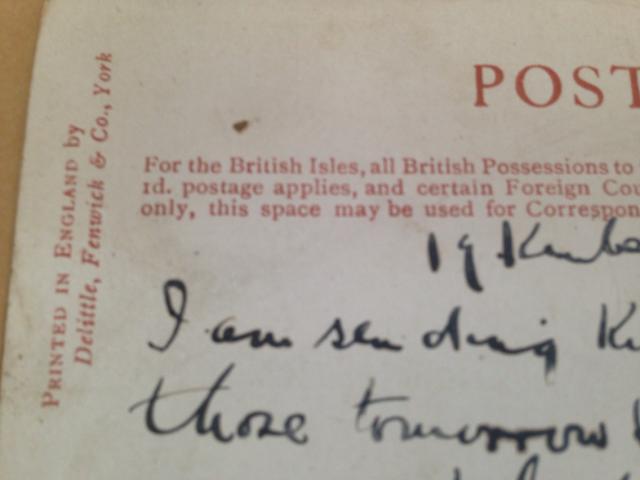 PRINTED IN ENGLAND by
Delittle, Fenwick & Co., York
POST
For the British Isles, all British Possessions to
1d. postage applies, and certain Foreign Cou
only, this space may be used for Correspon
19
I am sending
those tomorrow